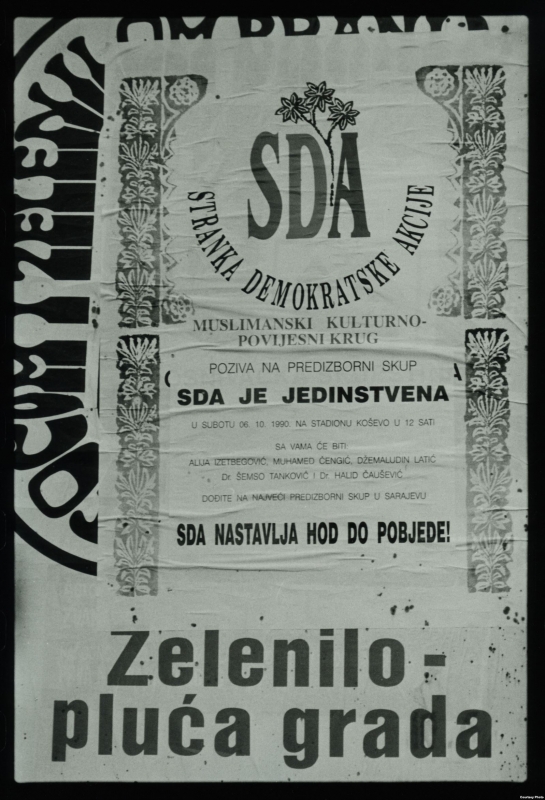 SDA
STRANKA DEMOKRATSKE AKCIJE
MUSLIMANSKI KULTURNO-
POVIJESNI KRUG
POZIVA NA PREDIZBORNI SKUP
SDA JE JEDINSTVENA
U SUBOTU 06. 10. 1990. NA STADIONU KOŠEVO U 12 SATI
SA VAMA ĆE BITI
ALIJA IZETBEGOVIĆ, MUHAMED ČENGIĆ, DŽEMALUDIN LATIĆ
Dr. ŠEMSO TANKOVIĆ I Dr. HALID ČAUŠEVIĆ
DOĐITE NA NAJVEĆI PREDIZBORNI SKUP U SARAJEVU
SDA NASTAVLJA HOD DO POBJEDE!
Zelenilo -
pluća grada
Courtesy Photo